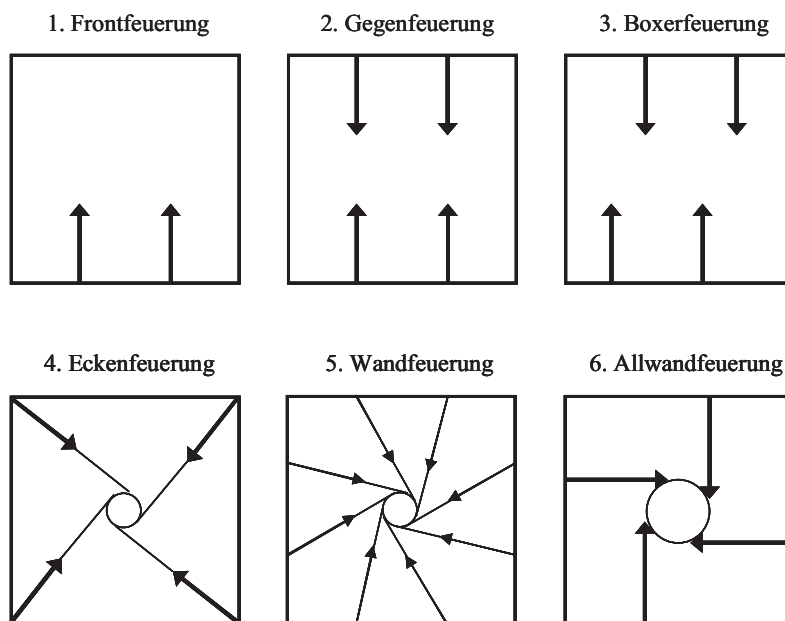 1. Frontfeuerung
2. Gegenfeuerung
3. Boxerfeuerung
4. Eckenfeuerung
5. Wandfeuerung
6. Allwandfeuerung